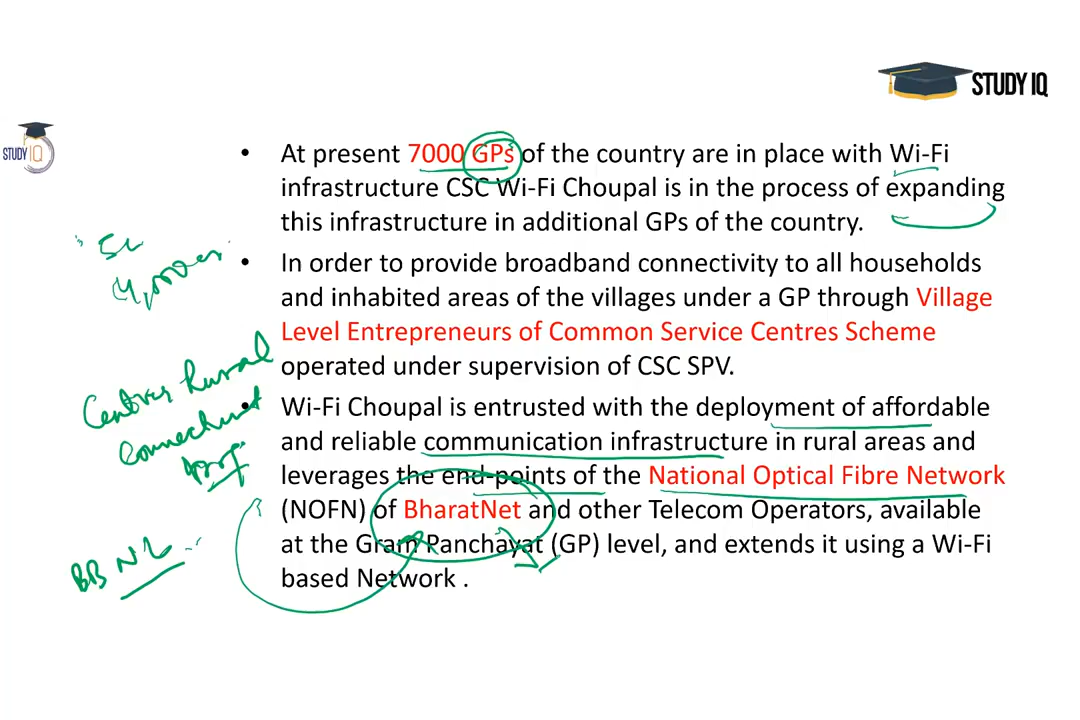 STUDY IQ
STUDY IQ
• At present 7000 GPs of the country are in place with Wi-Fi
infrastructure CSC Wi-Fi Choupal is in the process of expanding
this infrastructure in additional GPs of the country.
• In order to provide broadband connectivity to all households
and inhabited areas of the villages under a GP through Village
Level Entrepreneurs of Common Service Centres Scheme
operated under supervision of CSC SPV.
• Wi-Fi Choupal is entrusted with the deployment of affordable
and reliable communication infrastructure in rural areas and
leverages the end-points of the National Optical Fibre Network
(NOFN) of BharatNet and other Telecom Operators, available
at the Gram Panchayat (GP) level, and extends it using a Wi-Fi
based Network .
Centres Rural
BBNL